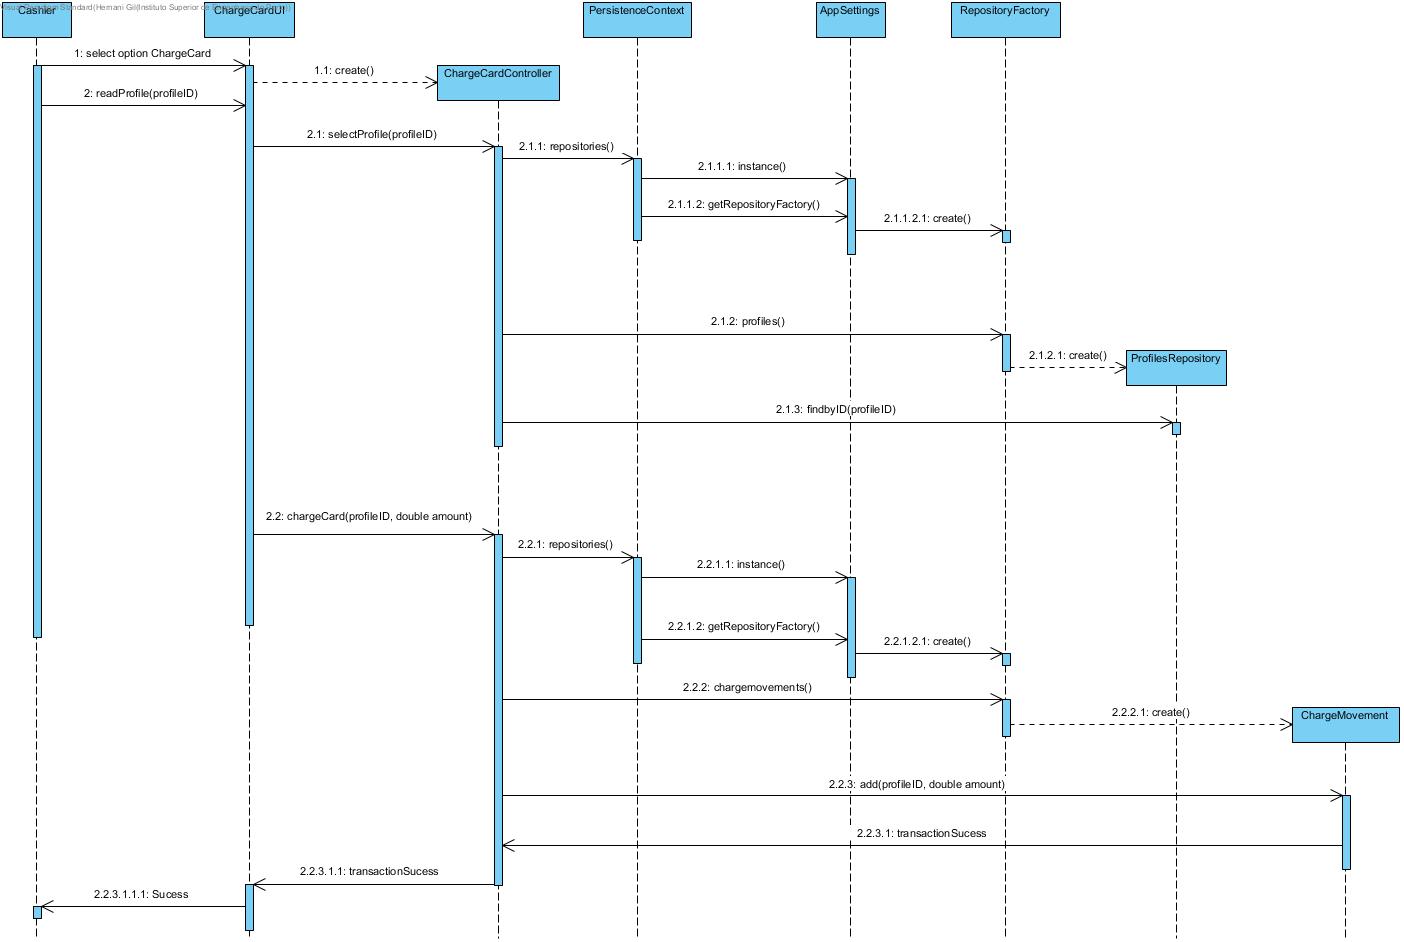 Standard(Hernani Gil(Instituto Superior de
Cashier
ChargeCardUI
PersistenceContext
AppSettings
RepositoryFactory
1: select option ChargeCard
1.1: create()
ChargeCardController
2: readProfile(profileID)
2.1: selectProfile(profileID)
2.1.1: repositories()
2.1.1.1: instance()
2.1.1.2: getRepositoryFactory()
2.1.1.2.1: create()
2.1.2: profiles()
2.1.2.1: create()
ProfilesRepository
2.1.3: findbyID(profileID)
2.2: chargeCard(profileID, double amount)
2.2.1: repositories()
2.2.1.1: instance()
2.2.1.2: getRepositoryFactory()
2.2.1.2.1: create()
2.2.2: chargemovements()
2.2.2.1: create()
ChargeMovement
2.2.3: add(profileID, double amount)
2.2.3.1: transactionSucess
2.2.3.1.1: transactionSucess
2.2.3.1.1.1: Sucess